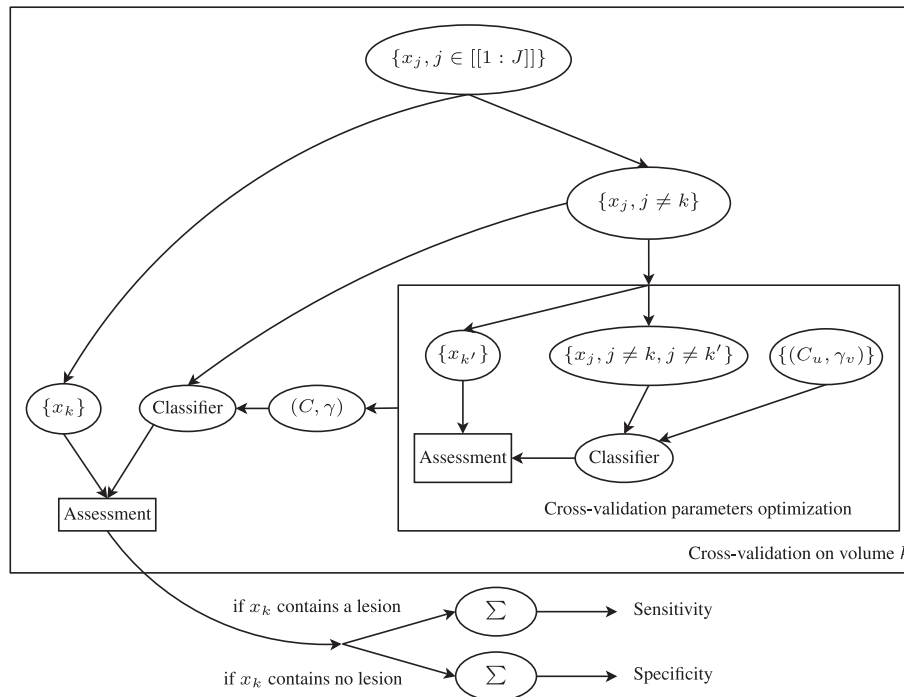 {x_j, j ∈ [[1 : J]]}
{x_j, j ≠ k}
{x_{k'}}
{x_j, j ≠ k, j ≠ k'}
{(C_u, γ_v)}
{x_k}
Classifier
(C, γ)
Assessment
Classifier
Assessment
Cross-validation parameters optimization
Cross-validation on volume k
if x_k contains a lesion
∑
Sensitivity
if x_k contains no lesion
∑
Specificity